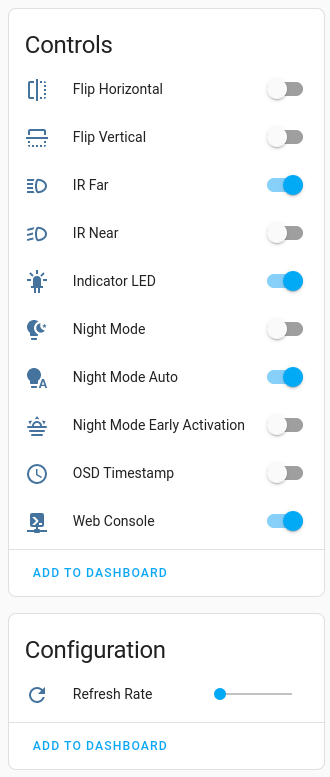 Controls
Flip Horizontal
Flip Vertical
IR Far
IR Near
Indicator LED
Night Mode
Night Mode Auto
Night Mode Early Activation
OSD Timestamp
Web Console
ADD TO DASHBOARD
Configuration
Refresh Rate
ADD TO DASHBOARD